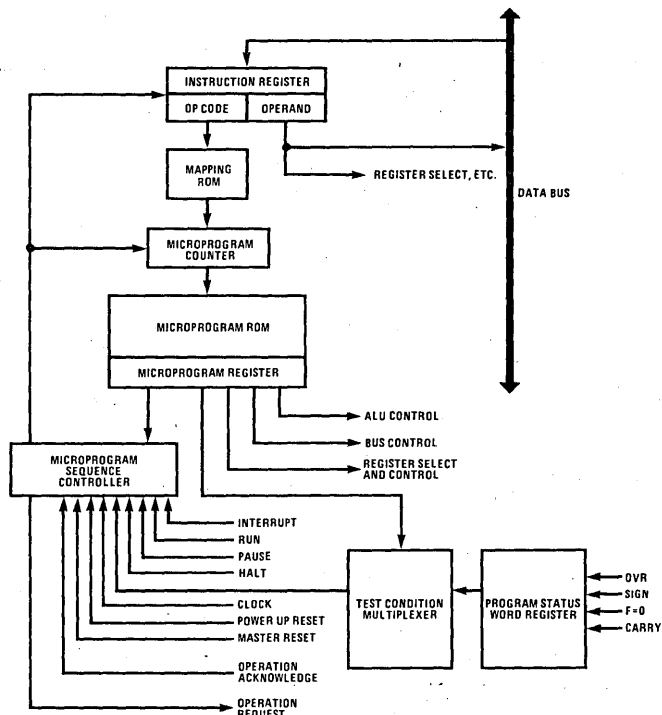 INSTRUCTION REGISTER
OP CODE
OPERAND
MAPPING
ROM
REGISTER SELECT, ETC.
DATA BUS
MICROPROGRAM
COUNTER
MICROPROGRAM ROM
MICROPROGRAM REGISTER
ALU CONTROL
BUS CONTROL
REGISTER SELECT
AND CONTROL
MICROPROGRAM
SEQUENCE
CONTROLLER
INTERRUPT
RUN
PAUSE
HALT
CLOCK
POWER UP RESET
MASTER RESET
OPERATION
ACKNOWLEDGE
OPERATION
REQUEST
TEST CONDITION
MULTIPLEXER
PROGRAM STATUS
WORD REGISTER
OVR
SIGN
F=0
CARRY